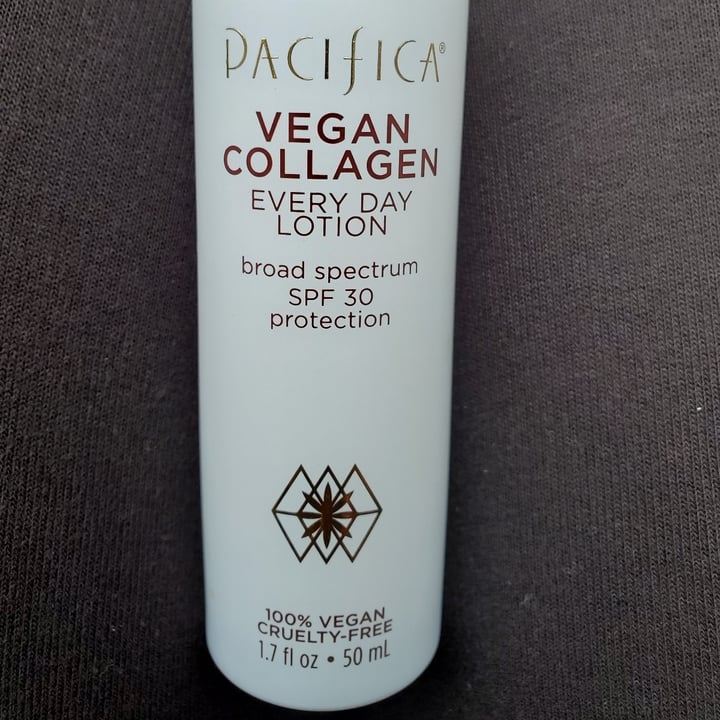 PACIFICA®
VEGAN
COLLAGEN
EVERY DAY
LOTION
broad spectrum
SPF 30
protection
100% VEGAN
CRUELTY-FREE
1.7 fl oz • 50 mL